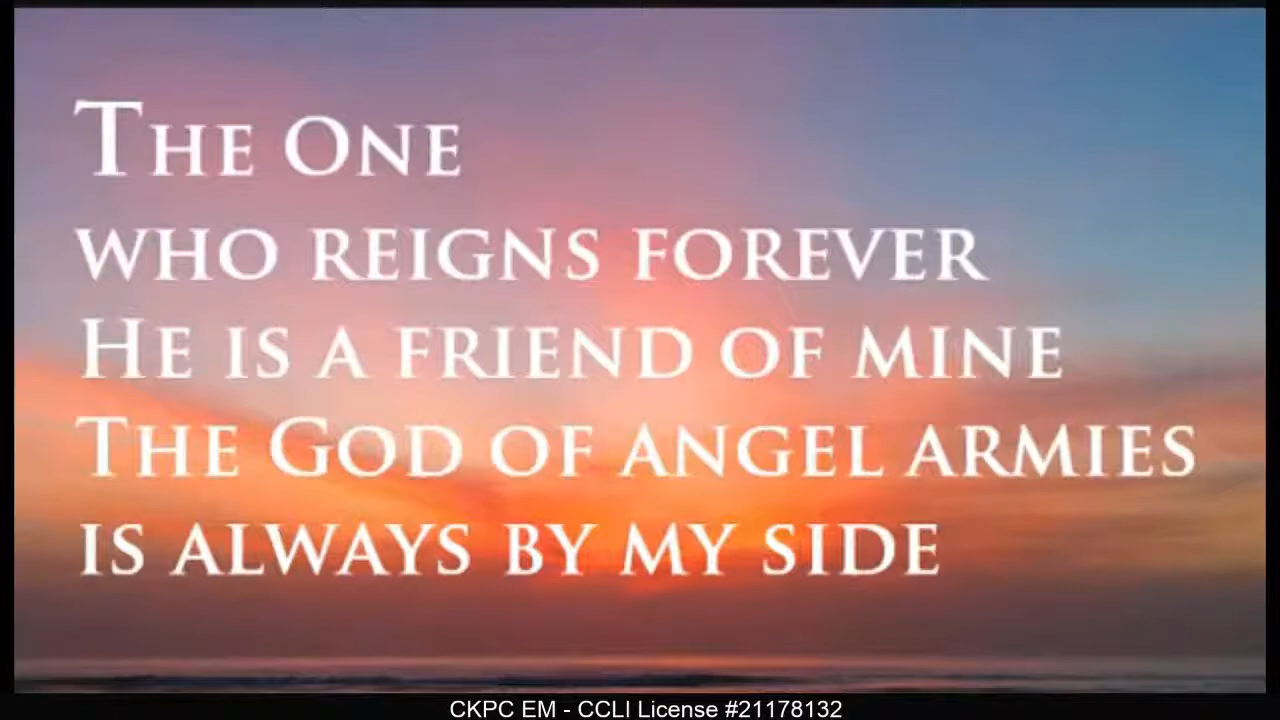 The One
who reigns forever
He is a friend of mine
The God of angel armies
is always by my side
CKPC EM - CCLI License #21178132